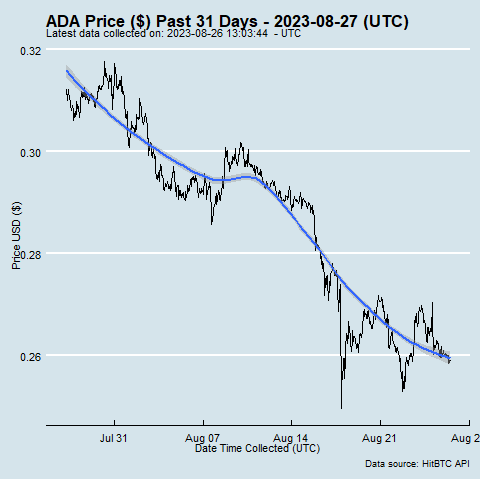 ADA Price ($) Past 31 Days - 2023-08-27 (UTC)
Latest data collected on: 2023-08-26 13:03:44 - UTC
0.32
0.30
0.28
0.26
Price USD ($)
Jul 31 Aug 07 Aug 14 Aug 21 Aug 2
Date Time Collected (UTC)
Data source: HitBTC API